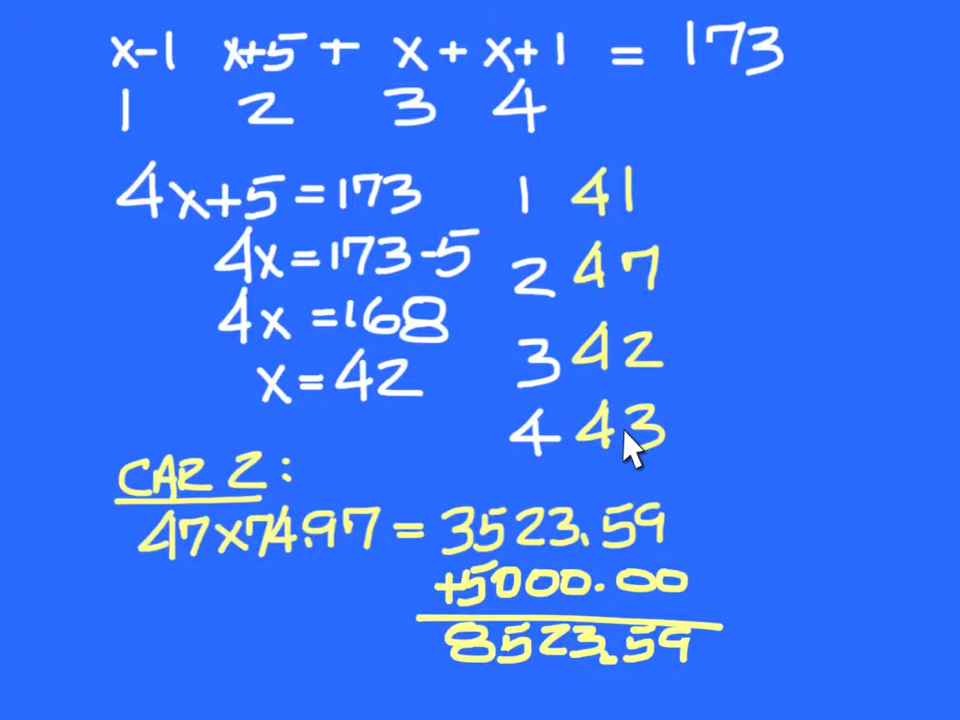 x-1 x+5 + x + x+1 = 173
1 2 3 4
4x+5=173
4x=173-5
4x=168
x=42
1 41
2 47
3 42
4 43
CAR 2:
47x74.97=3523.59
+5000.00
8523.59